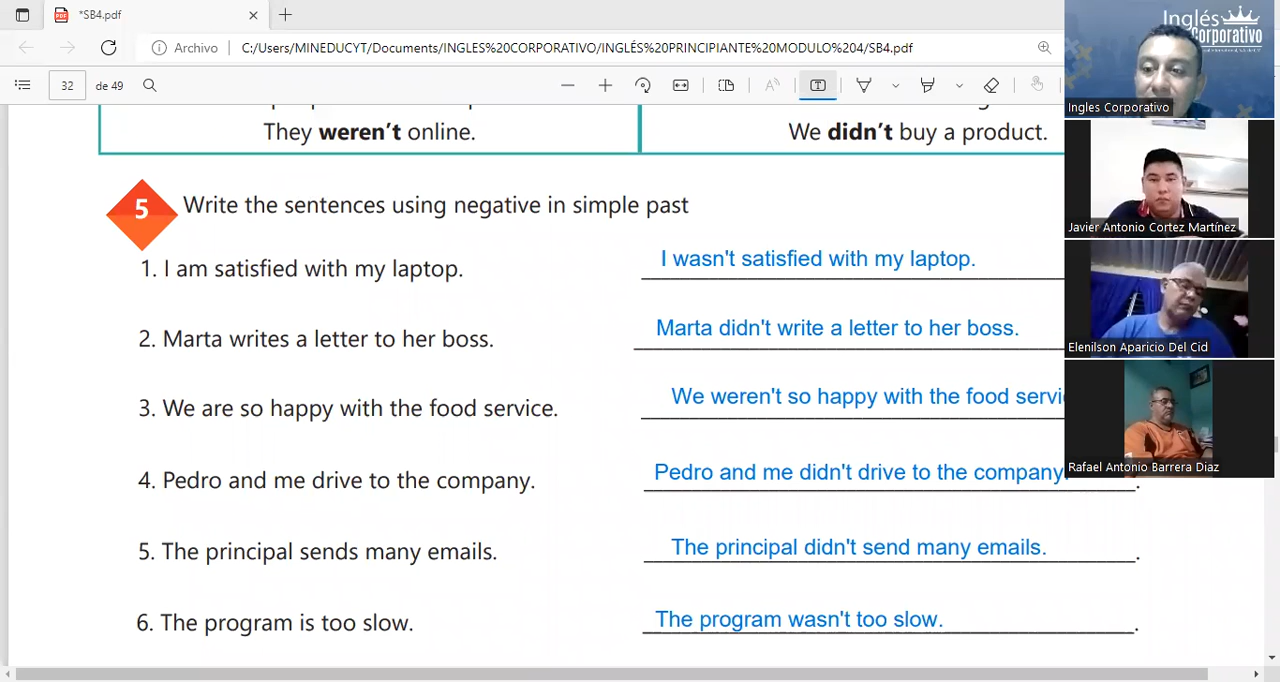 *SB4.pdf
Archivo C:/Users/MINEDUCYT/Documents/INGLES%20CORPORATIVO/INGLÉS%20PRINCIPIANTE%20MODULO%204/SB4.pdf
32 de 49
Inglés
Corporativo
Ingles Corporativo
They weren't online.
We didn't buy a product.
5 Write the sentences using negative in simple past
1. I am satisfied with my laptop. I wasn't satisfied with my laptop.
2. Marta writes a letter to her boss. Marta didn't write a letter to her boss.
3. We are so happy with the food service. We weren't so happy with the food servi
4. Pedro and me drive to the company. Pedro and me didn't drive to the company.
5. The principal sends many emails. The principal didn't send many emails.
6. The program is too slow. The program wasn't too slow.
Javier Antonio Cortez Martínez
Elenilson Aparicio Del Cid
Rafael Antonio Barrera Diaz